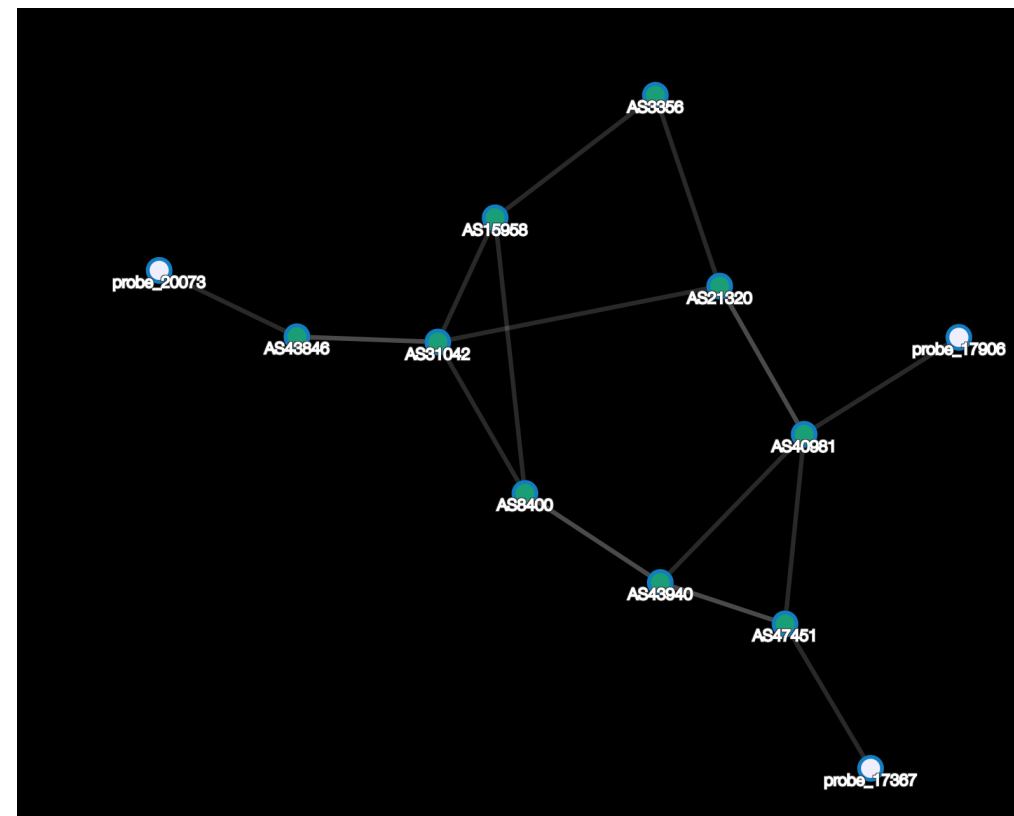 AS3356
AS15958
probe_20073
AS21320
AS43846
AS31042
probe_17906
AS40981
AS8400
AS43940
AS47451
probe_17367